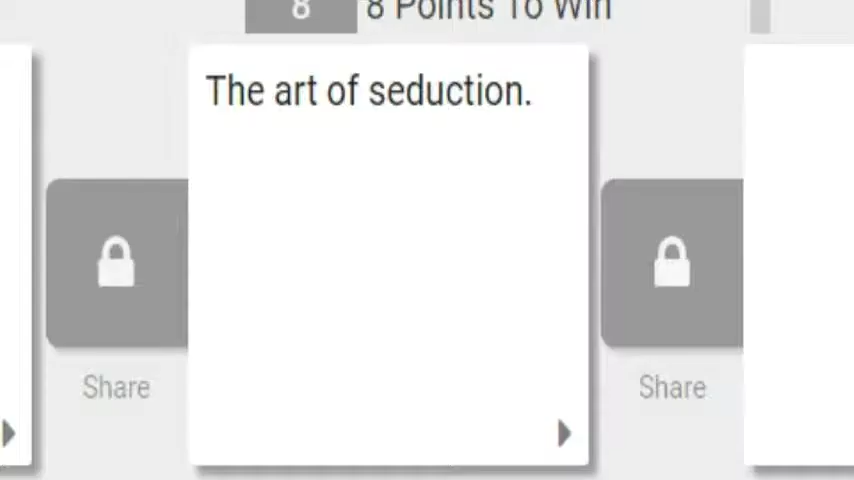 8 8 Points To Win
The art of seduction.
Share Share